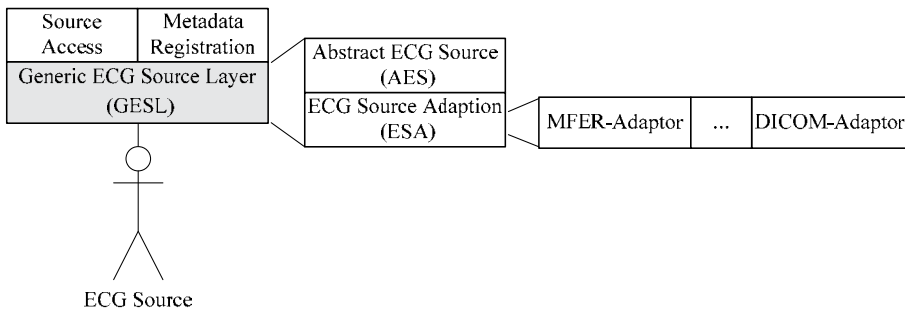 Source
Access
Metadata
Registration
Generic ECG Source Layer
(GESL)
Abstract ECG Source
(AES)
ECG Source Adaption
(ESA)
MFER-Adaptor
...
DICOM-Adaptor
ECG Source